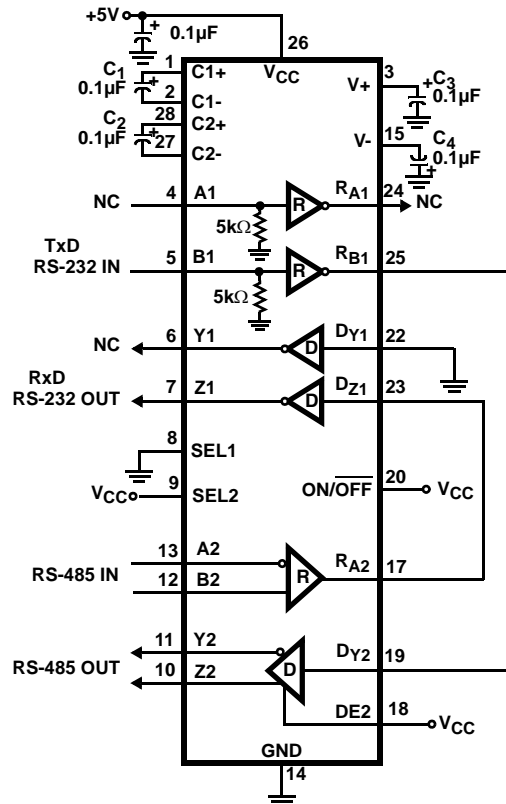 +5V
0.1µF
26
1 C1+ VCC V+ 3
C1
0.1µF
+ C3
0.1µF
2 C1-
28 C2+
C2
0.1µF
27 C2-
V- 15 C4
0.1µF
+
NC 4 A1 R RA1 24 NC
5kΩ
TxD
RS-232 IN
5 B1 R RB1 25
5kΩ
NC 6 Y1 D DY1 22
RxD
RS-232 OUT
7 Z1 D DZ1 23
8 SEL1
VCC 9 SEL2 ON/OFF 20 VCC
13 A2
RS-485 IN
12 B2
R RA2 17
11 Y2
RS-485 OUT
10 Z2
D DY2 19
DE2 18 VCC
GND
14